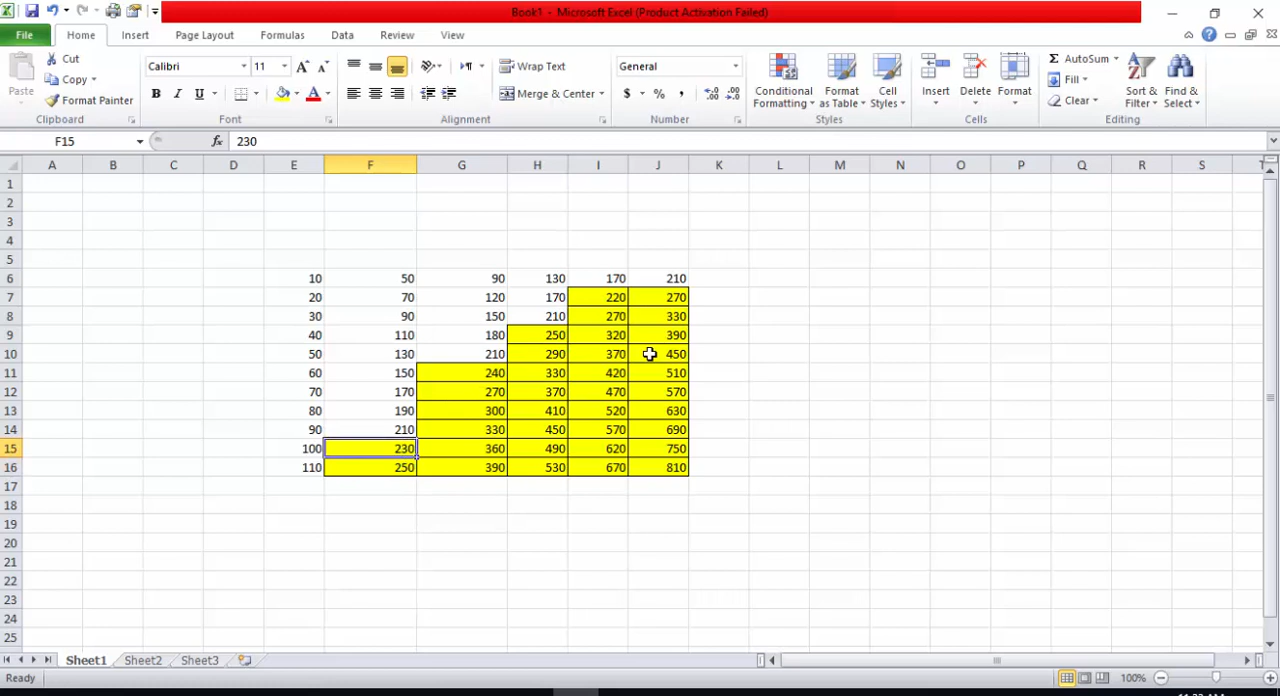 Book1 - Microsoft Excel (Product Activation Failed)
File Home Insert Page Layout Formulas Data Review View
Paste
Cut
Copy
Format Painter
Clipboard
Calibri 11
B I U
Font
Wrap Text
Merge & Center
Alignment
General
$ % ,
Number
Conditional Formatting
Format as Table
Cell Styles
Styles
Insert Delete Format
Cells
Σ AutoSum
Fill
Clear
Sort & Filter
Find & Select
Editing
F15 fx 230
A B C D E F G H I J K L M N O P Q R S
1
2
3
4
5
6 10 50 90 130 170 210
7 20 70 120 170 220 270
8 30 90 150 210 270 330
9 40 110 180 250 320 390
10 50 130 210 290 370 450
11 60 150 240 330 420 510
12 70 170 270 370 470 570
13 80 190 300 410 520 630
14 90 210 330 450 570 690
15 100 230 360 490 620 750
16 110 250 390 530 670 810
17
18
19
20
21
22
23
24
25
Sheet1 Sheet2 Sheet3
Ready 100%